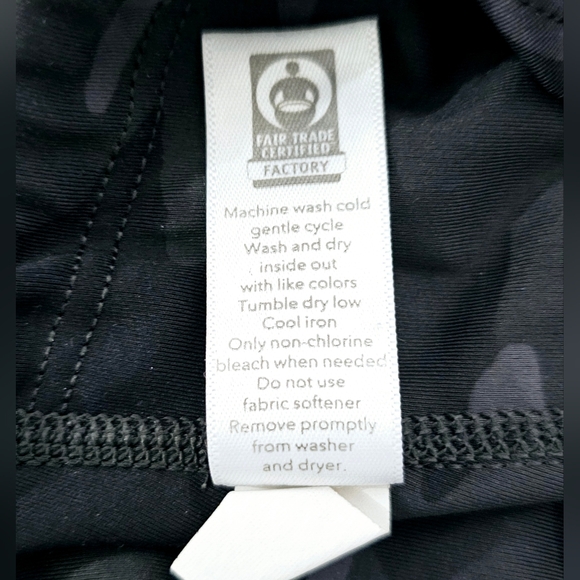 FAIR TRADE
CERTIFIED
FACTORY
Machine wash cold
gentle cycle
Wash and dry
inside out
with like colors
Tumble dry low
Cool iron
Only non-chlorine
bleach when needed
Do not use
fabric softener
Remove promptly
from washer
and dryer.